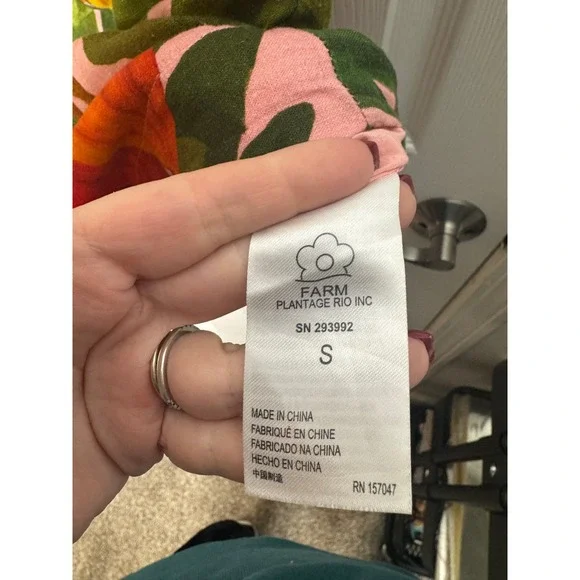 FARM
PLANTAGE RIO INC
SN 293992
S
MADE IN CHINA
FABRIQUÉ EN CHINE
FABRICADO NA CHINA
HECHO EN CHINA
中国制造
RN 157047